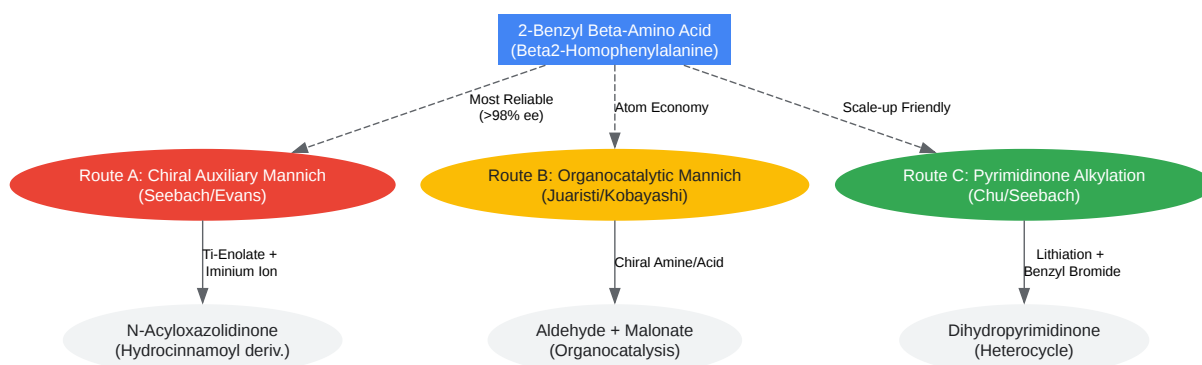 2-Benzyl Beta-Amino Acid
(Beta2-Homophenylalanine)
Most Reliable
(>98% ee)
Atom Economy
Scale-up Friendly
Route A: Chiral Auxiliary Mannich
(Seebach/Evans)
Route B: Organocatalytic Mannich
(Juaristi/Kobayashi)
Route C: Pyrimidinone Alkylation
(Chu/Seebach)
Ti-Enolate +
Iminium Ion
Chiral Amine/Acid
Lithiation +
Benzyl Bromide
N-Acyloxazolidinone
(Hydrocinnamoyl deriv.)
Aldehyde + Malonate
(Organocatalysis)
Dihydropyrimidinone
(Heterocycle)